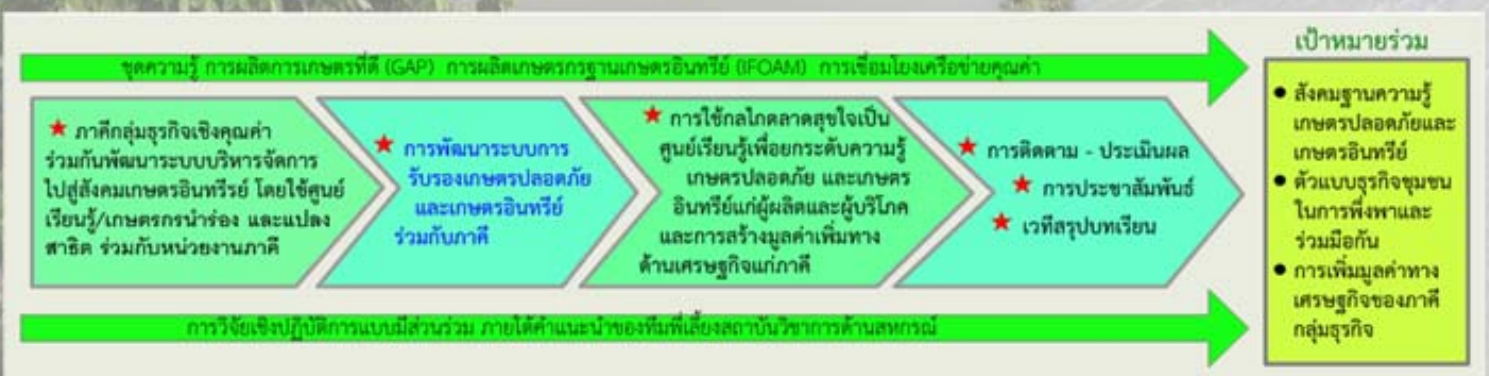 ชุดความรู้ การผลิตการเกษตรที่ดี (GAP) การผลิตเกษตรกรฐานเกษตรอินทรีย์ (IFOAM) การเชื่อมโยงเครือข่ายคุณค่า
★ ภาคีกลุ่มธุรกิจเชิงคุณค่า
ร่วมกันพัฒนาระบบบริหารจัดการ
ไปสู่สังคมเกษตรอินทรีรย์ โดยใช้ศูนย์
เรียนรู้/เกษตรกรนำร่อง และแปลง
สาธิต ร่วมกับหน่วยงานภาคี
★ การพัฒนาระบบการ
รับรองเกษตรปลอดภัย
และเกษตรอินทรีย์
ร่วมกับภาคี
★ การใช้กลไกตลาดสุขใจเป็น
ศูนย์เรียนรู้เพื่อยกระดับความรู้
เกษตรปลอดภัย และเกษตร
อินทรีย์แก่ผู้ผลิตและผู้บริโภค
และการสร้างมูลค่าเพิ่มทาง
ด้านเศรษฐกิจแก่ภาคี
★ การติดตาม - ประเมินผล
★ การประชาสัมพันธ์
★ เวทีสรุปบทเรียน
การวิจัยเชิงปฏิบัติการแบบมีส่วนร่วม ภายใต้คำแนะนำของทีมพี่เลี้ยงสถาบันวิชาการด้านสหกรณ์
เป้าหมายร่วม
● สังคมฐานความรู้
เกษตรปลอดภัยและ
เกษตรอินทรีย์
● ตัวแบบธุรกิจชุมชน
ในการพึ่งพาและ
ร่วมมือกัน
● การเพิ่มมูลค่าทาง
เศรษฐกิจของภาคี
กลุ่มธุรกิจ